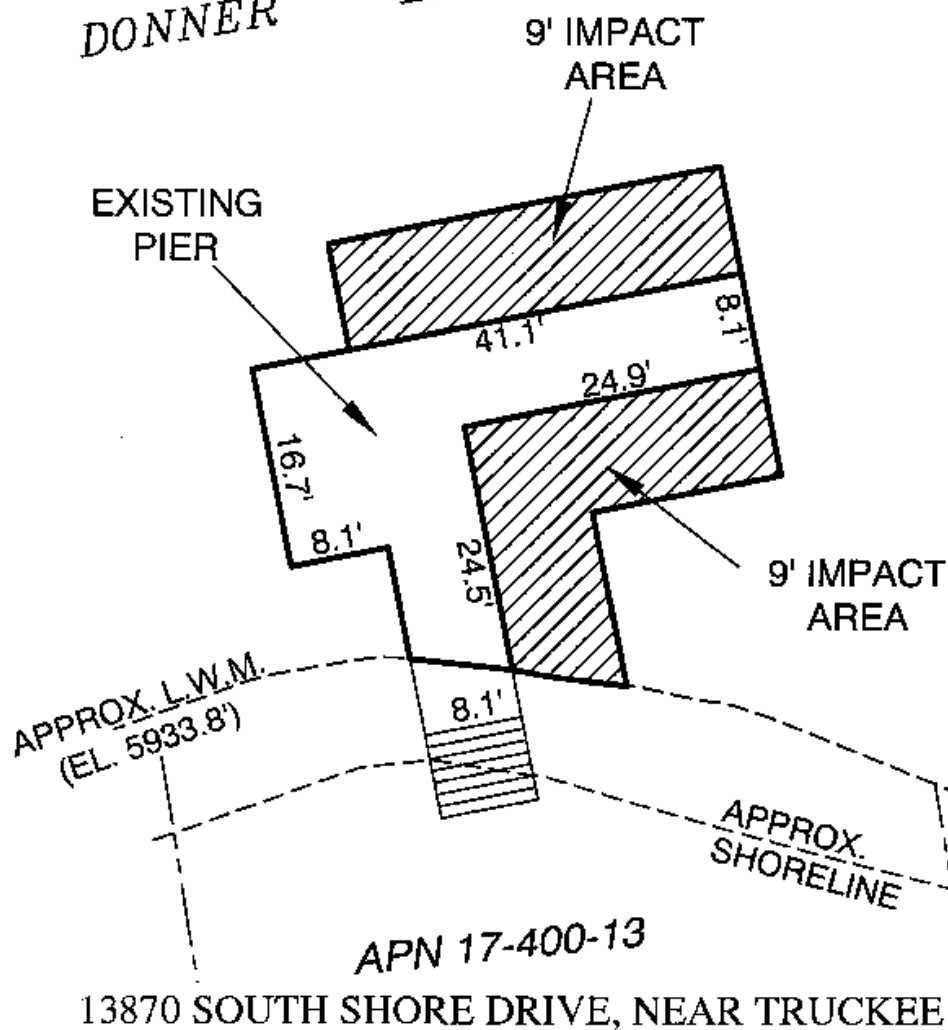 DONNER
9' IMPACT
AREA
EXISTING
PIER
41.1'
8.1'
24.9'
16.7'
8.1'
24.5'
9' IMPACT
AREA
APPROX. L.W.M.
(EL. 5933.8')
8.1'
APPROX.
SHORELINE
APN 17-400-13
13870 SOUTH SHORE DRIVE, NEAR TRUCKEE